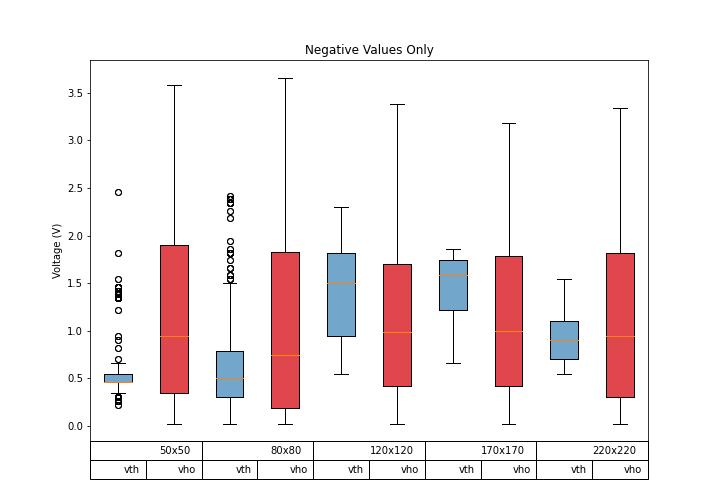 Negative Values Only
3.5
3.0
2.5
2.0
1.5
1.0
0.5
0.0
Voltage (V)
50x50 80x80 120x120 170x170 220x220
vth vho vth vho vth vho vth vho vth vho